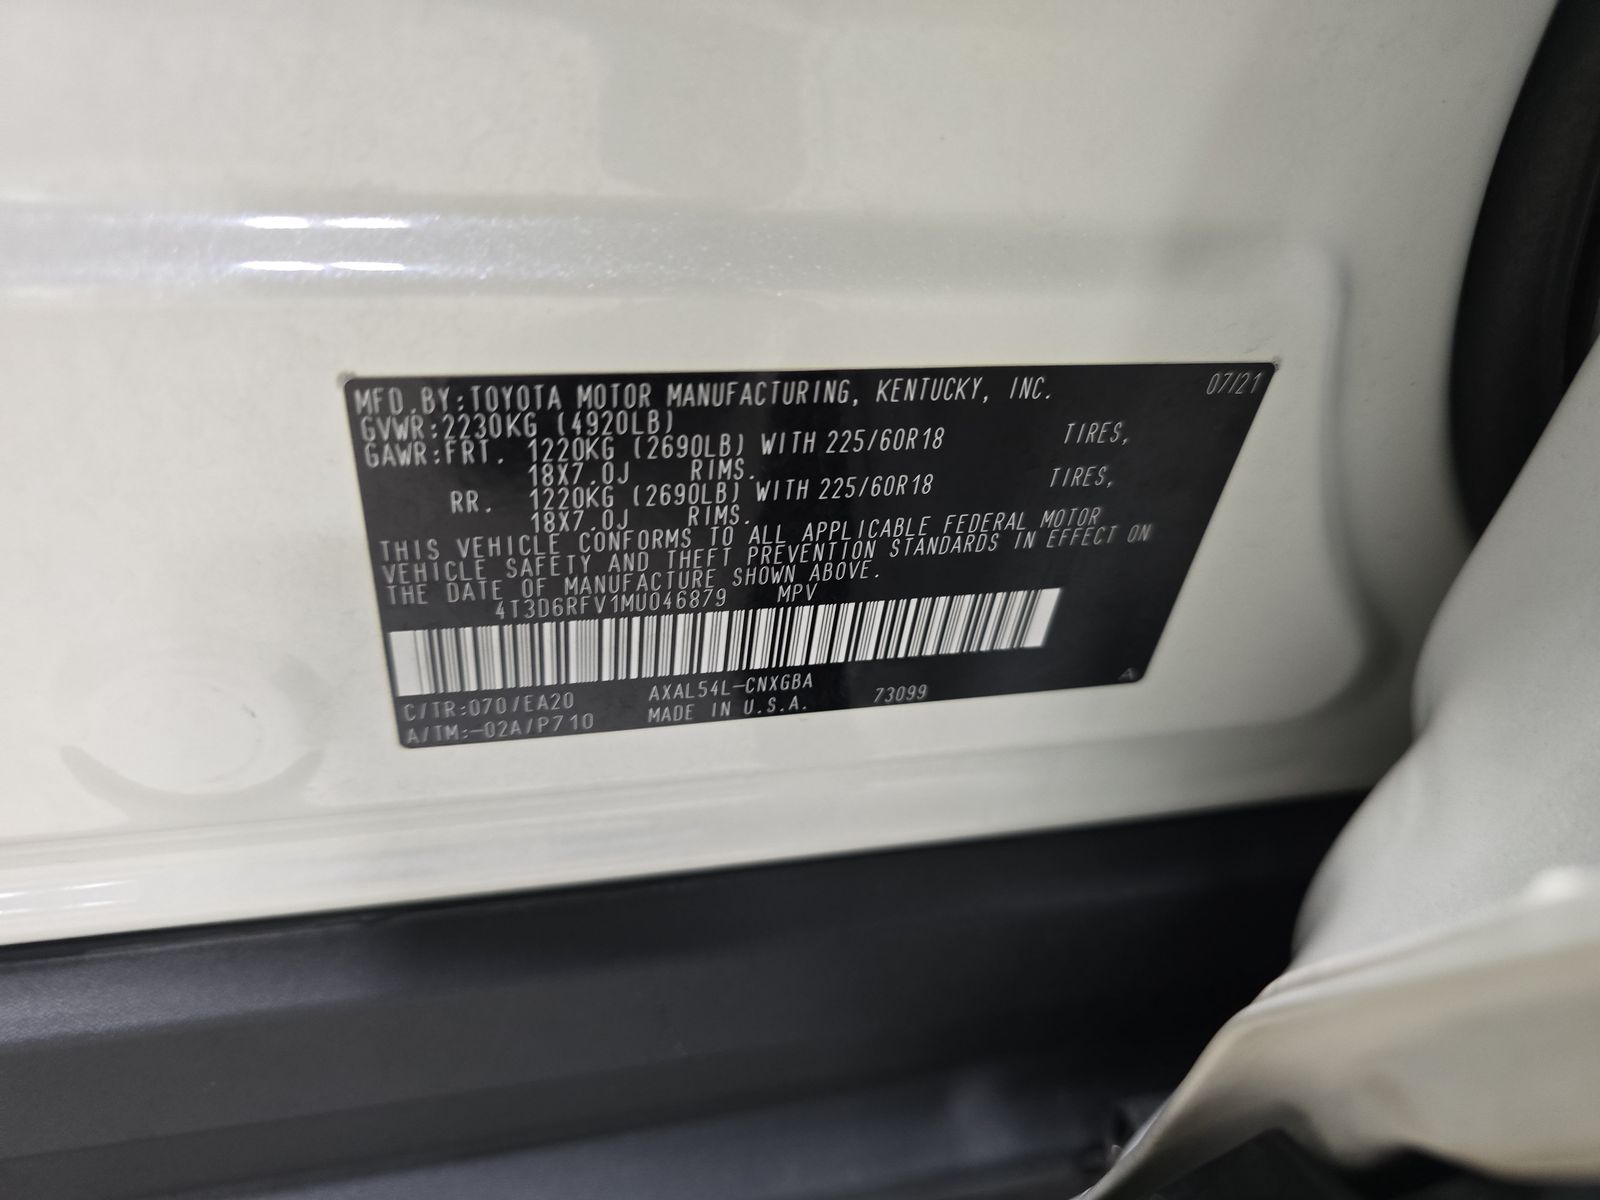 MFD.BY:TOYOTA MOTOR MANUFACTURING, KENTUCKY, INC. 07/21
GVWR:2230KG (4920LB)
GAWR:FRT. 1220KG (2690LB) WITH 225/60R18 TIRES,
18X7.0J RIMS.
RR. 1220KG (2690LB) WITH 225/60R18 TIRES,
18X7.0J RIMS.
THIS VEHICLE CONFORMS TO ALL APPLICABLE FEDERAL MOTOR
VEHICLE SAFETY AND THEFT PREVENTION STANDARDS IN EFFECT ON
THE DATE OF MANUFACTURE SHOWN ABOVE.
4T3D6RFV1MU046879 MPV
C/TR:070/EA20 AXAL54L-CNXGBA 73099 A
A/TM:-02A/P710 MADE IN U.S.A.